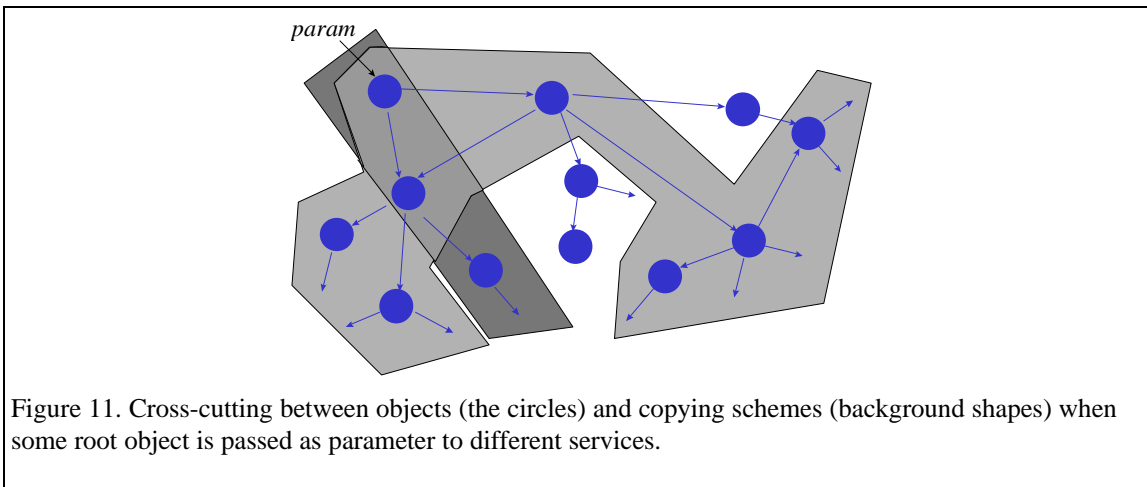 param
Figure 11. Cross-cutting between objects (the circles) and copying schemes (background shapes) when
some root object is passed as parameter to different services.